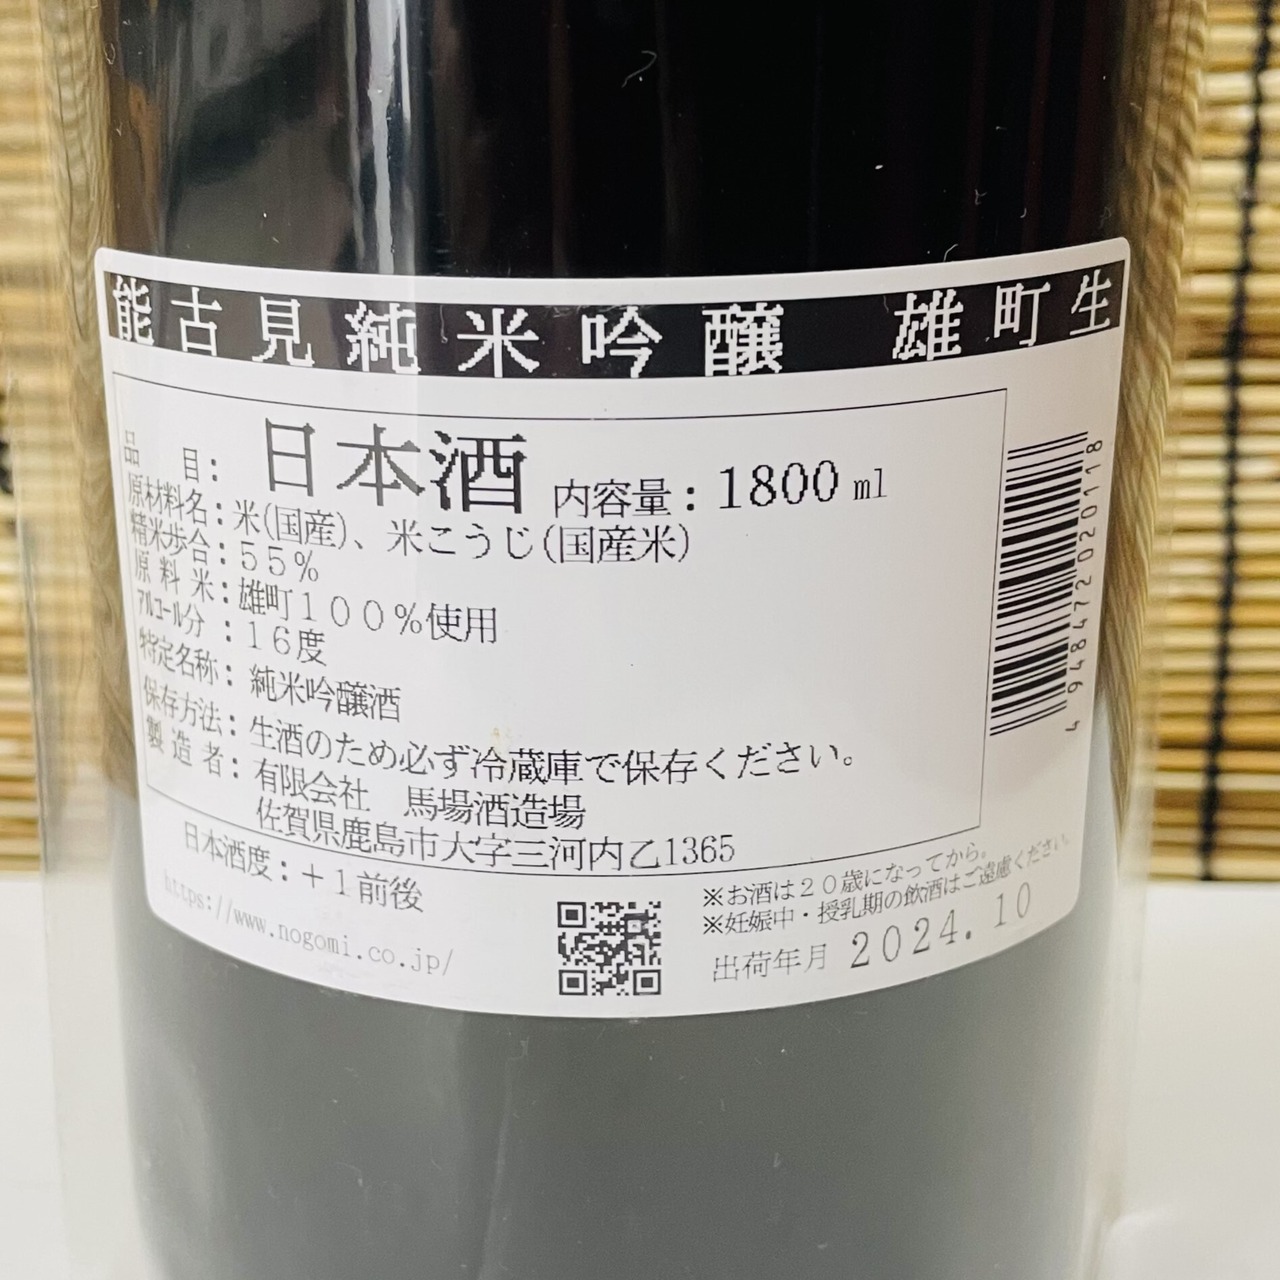 能古見純米吟醸 雄町生
品 目: 日本酒 内容量:1800ml
原材料名:米(国産)、米こうじ(国産米)
精米歩合:55%
原料米:雄町100%使用
アルコール分:16度
特定名称:純米吟醸酒
保存方法:生酒のため必ず冷蔵庫で保存ください。
製造者:有限会社 馬場酒造場
佐賀県鹿島市大字三河内乙1365
日本酒度:+1前後
https://www.nogomi.co.jp/
※お酒は20歳になってから。
※妊娠中・授乳期の飲酒はご遠慮ください。
出荷年月 2024.10
4948472020118